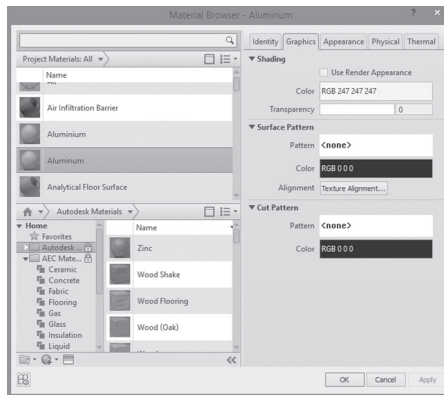 Material Browser - Aluminum
?
Project Materials: All
Name
Air Infiltration Barrier
Aluminium
Aluminum
Analytical Floor Surface
Autodesk Materials
Home
Favorites
Autodesk ...
AEC Mate...
Ceramic
Concrete
Fabric
Flooring
Gas
Glass
Insulation
Liquid
Name
Zinc
Wood Shake
Wood Flooring
Wood (Oak)
Identity Graphics Appearance Physical Thermal
Shading
Use Render Appearance
Color RGB 247 247 247
Transparency 0
Surface Pattern
Pattern <none>
Color RGB 0 0 0
Alignment Texture Alignment...
Cut Pattern
Pattern <none>
Color RGB 0 0 0
OK Cancel Apply